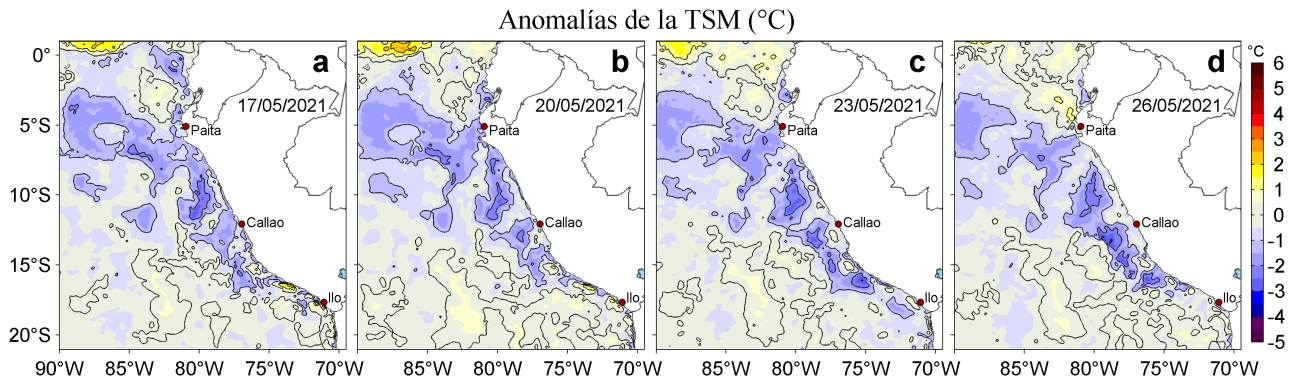 Anomalías de la TSM (°C)
a
17/05/2021
Paita
Callao
Ilo
b
20/05/2021
Paita
Callao
Ilo
c
23/05/2021
Paita
Callao
Ilo
d
26/05/2021
Paita
Callao
Ilo
0°
5°S
10°S
15°S
20°S
90°W 85°W 80°W 75°W 70°W
85°W 80°W 75°W 70°W
85°W 80°W 75°W 70°W
85°W 80°W 75°W 70°W
°C
6
5
4
3
2
1
0
-1
-2
-3
-4
-5